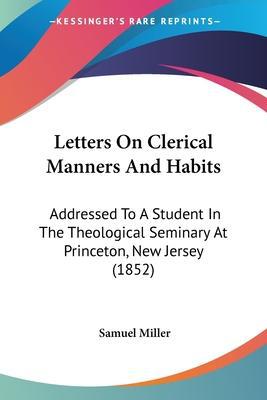 KESSINGER'S RARE REPRINTS
Letters On Clerical
Manners And Habits
Addressed To A Student In
The Theological Seminary At
Princeton, New Jersey
(1852)
Samuel Miller